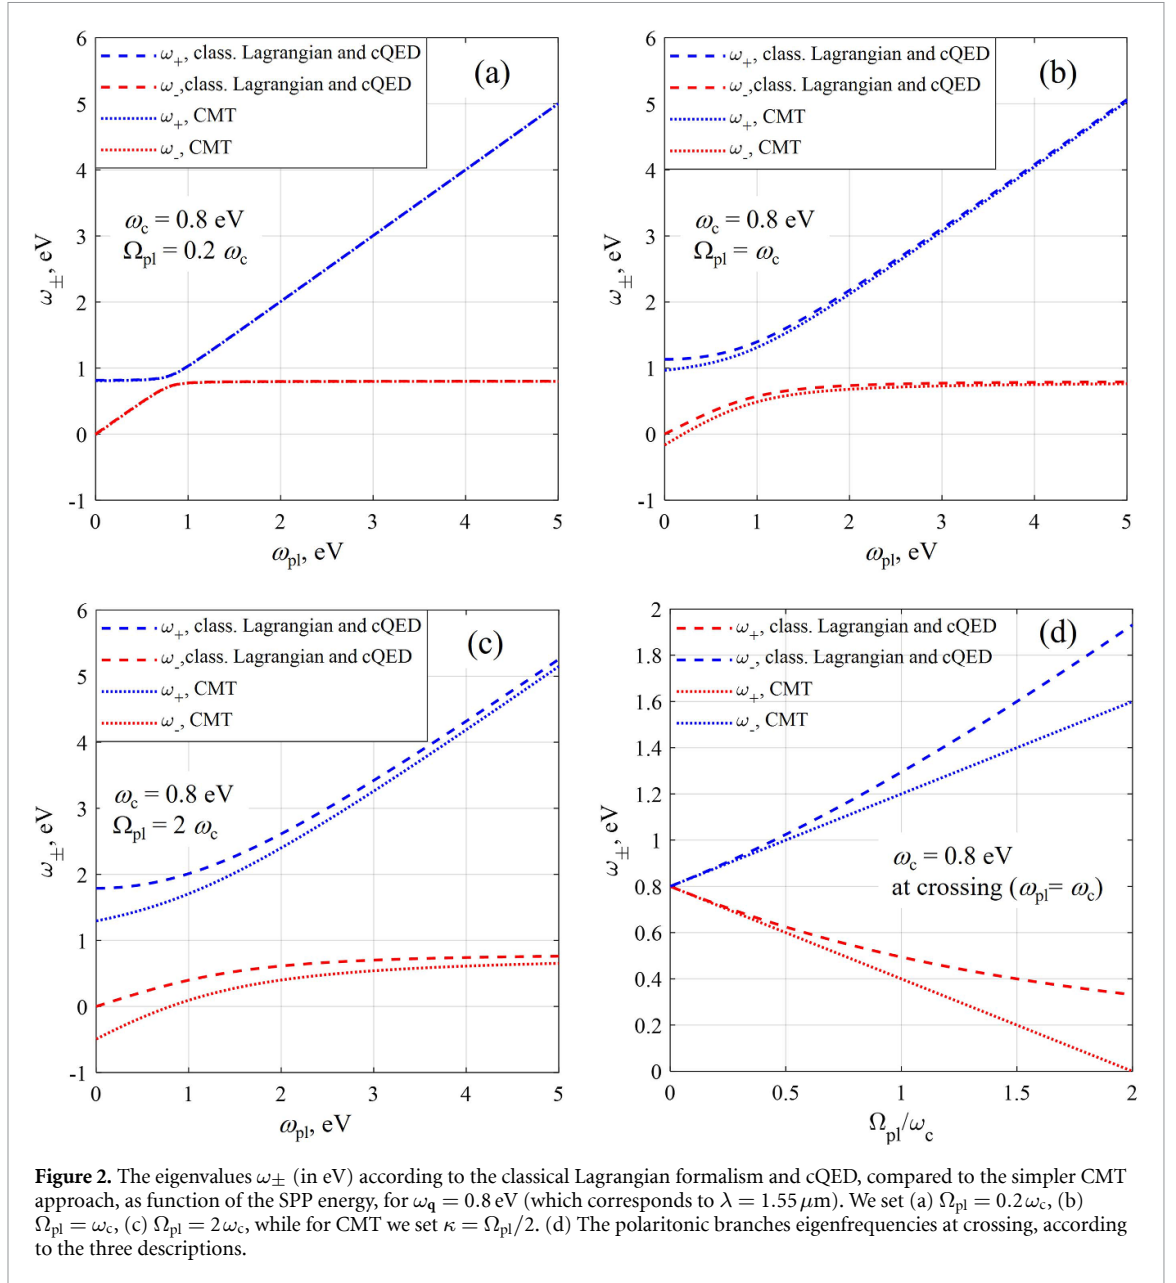 6
5
4
3
2
1
0
-1
0 1 2 3 4 5
ω±, eV
ωpl, eV
ω+, class. Lagrangian and cQED
ω-,class. Lagrangian and cQED
ω+, CMT
ω-, CMT
(a)
ωc = 0.8 eV
Ωpl = 0.2 ωc
6
5
4
3
2
1
0
-1
0 1 2 3 4 5
ω±, eV
ωpl, eV
ω+, class. Lagrangian and cQED
ω-,class. Lagrangian and cQED
ω+, CMT
ω-, CMT
(b)
ωc = 0.8 eV
Ωpl = ωc
6
5
4
3
2
1
0
-1
0 1 2 3 4 5
ω±, eV
ωpl, eV
ω+, class. Lagrangian and cQED
ω-,class. Lagrangian and cQED
ω+, CMT
ω-, CMT
(c)
ωc = 0.8 eV
Ωpl = 2 ωc
2
1.8
1.6
1.4
1.2
1
0.8
0.6
0.4
0.2
0
0 0.5 1 1.5 2
ω±, eV
Ωpl/ωc
ω+, class. Lagrangian and cQED
ω-, class. Lagrangian and cQED
ω+, CMT
ω-, CMT
(d)
ωc = 0.8 eV
at crossing (ωpl= ωc)
Figure 2. The eigenvalues ω± (in eV) according to the classical Lagrangian formalism and cQED, compared to the simpler CMT
approach, as function of the SPP energy, for ωq = 0.8 eV (which corresponds to λ = 1.55 μm). We set (a) Ωpl = 0.2ωc, (b)
Ωpl = ωc, (c) Ωpl = 2ωc, while for CMT we set κ = Ωpl/2. (d) The polaritonic branches eigenfrequencies at crossing, according
to the three descriptions.